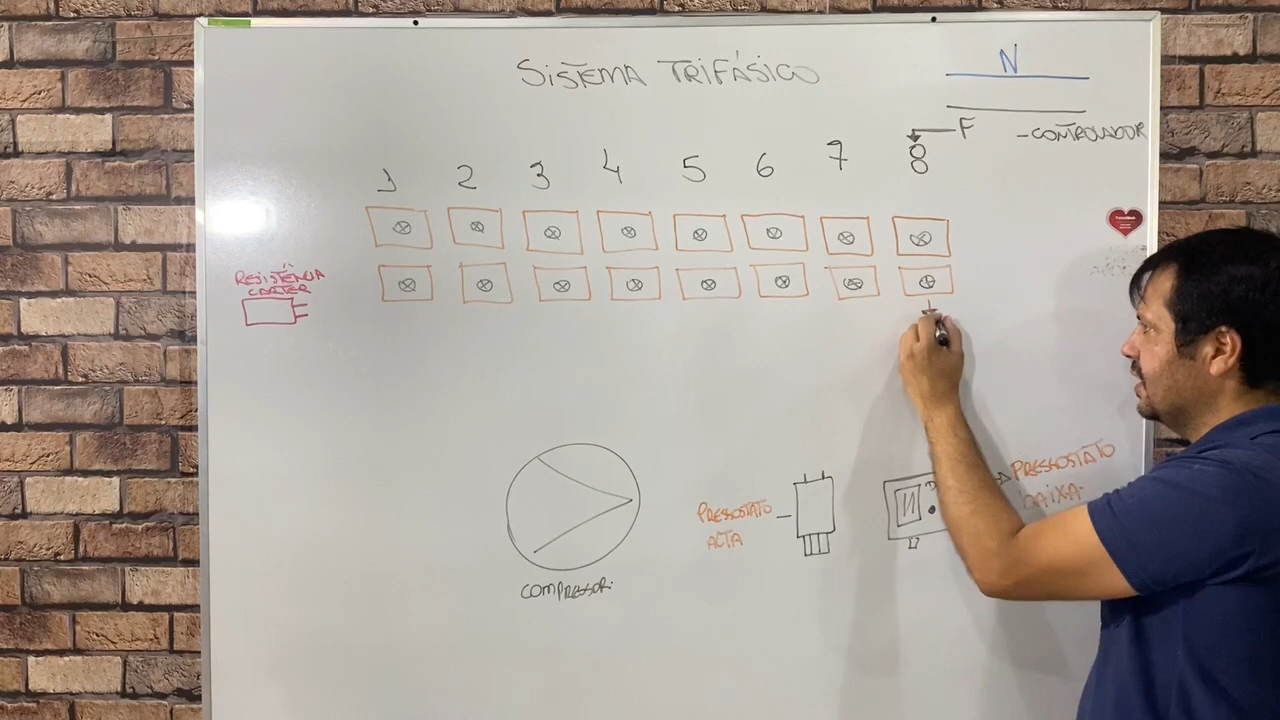 SISTEMA TRIFÁSICO
N
F
-CONTROLADOR
1 2 3 4 5 6 7 8
RESISTÊNCIA
CARTER
PRESSOSTATO
ALTA
PRESSOSTATO
BAIXA
COMPRESSOR